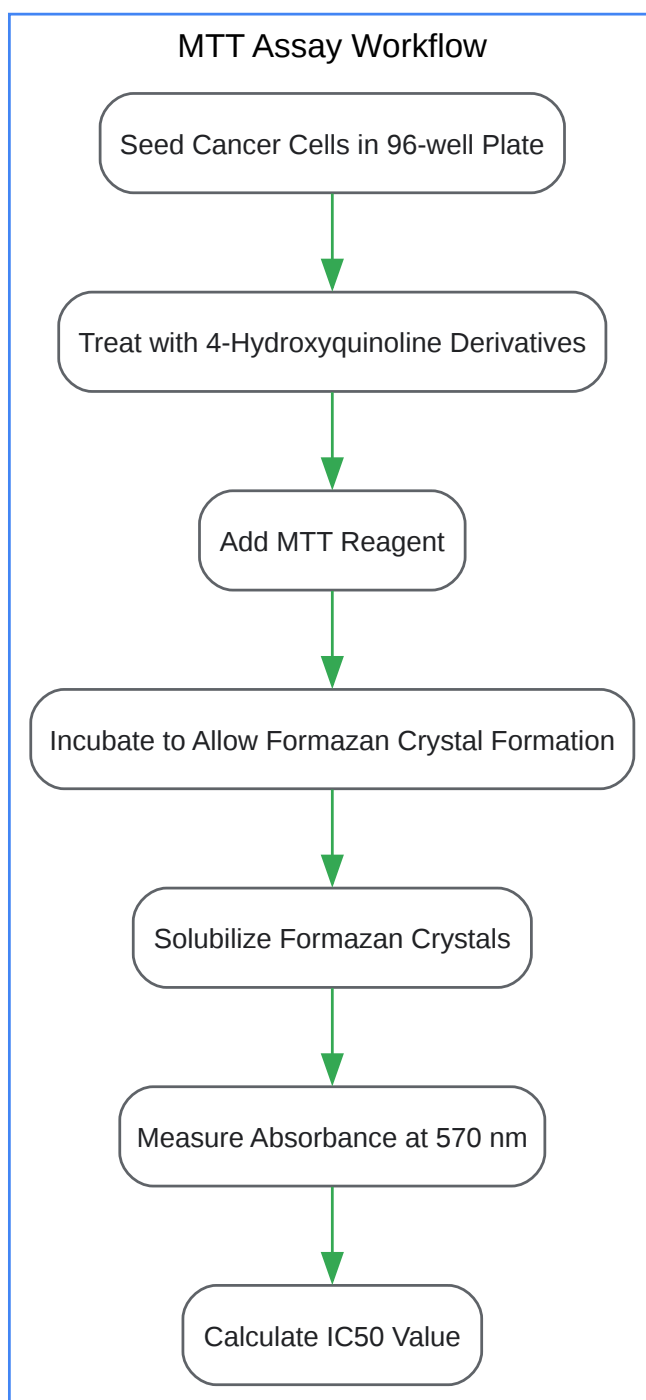 MTT Assay Workflow
Seed Cancer Cells in 96-well Plate
Treat with 4-Hydroxyquinoline Derivatives
Add MTT Reagent
Incubate to Allow Formazan Crystal Formation
Solubilize Formazan Crystals
Measure Absorbance at 570 nm
Calculate IC50 Value